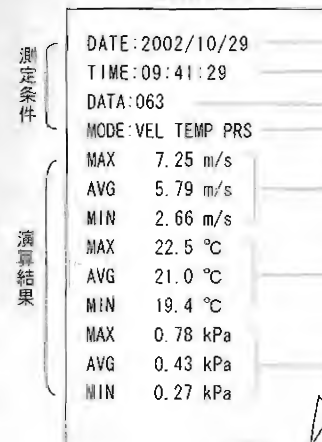 測定条件
DATE:2002/10/29
TIME:09:41:29
DATA:063
MODE:VEL TEMP PRS
演算結果
MAX 7.25 m/s
AVG 5.79 m/s
MIN 2.66 m/s
MAX 22.5 ℃
AVG 21.0 ℃
MIN 19.4 ℃
MAX 0.78 kPa
AVG 0.43 kPa
MIN 0.27 kPa